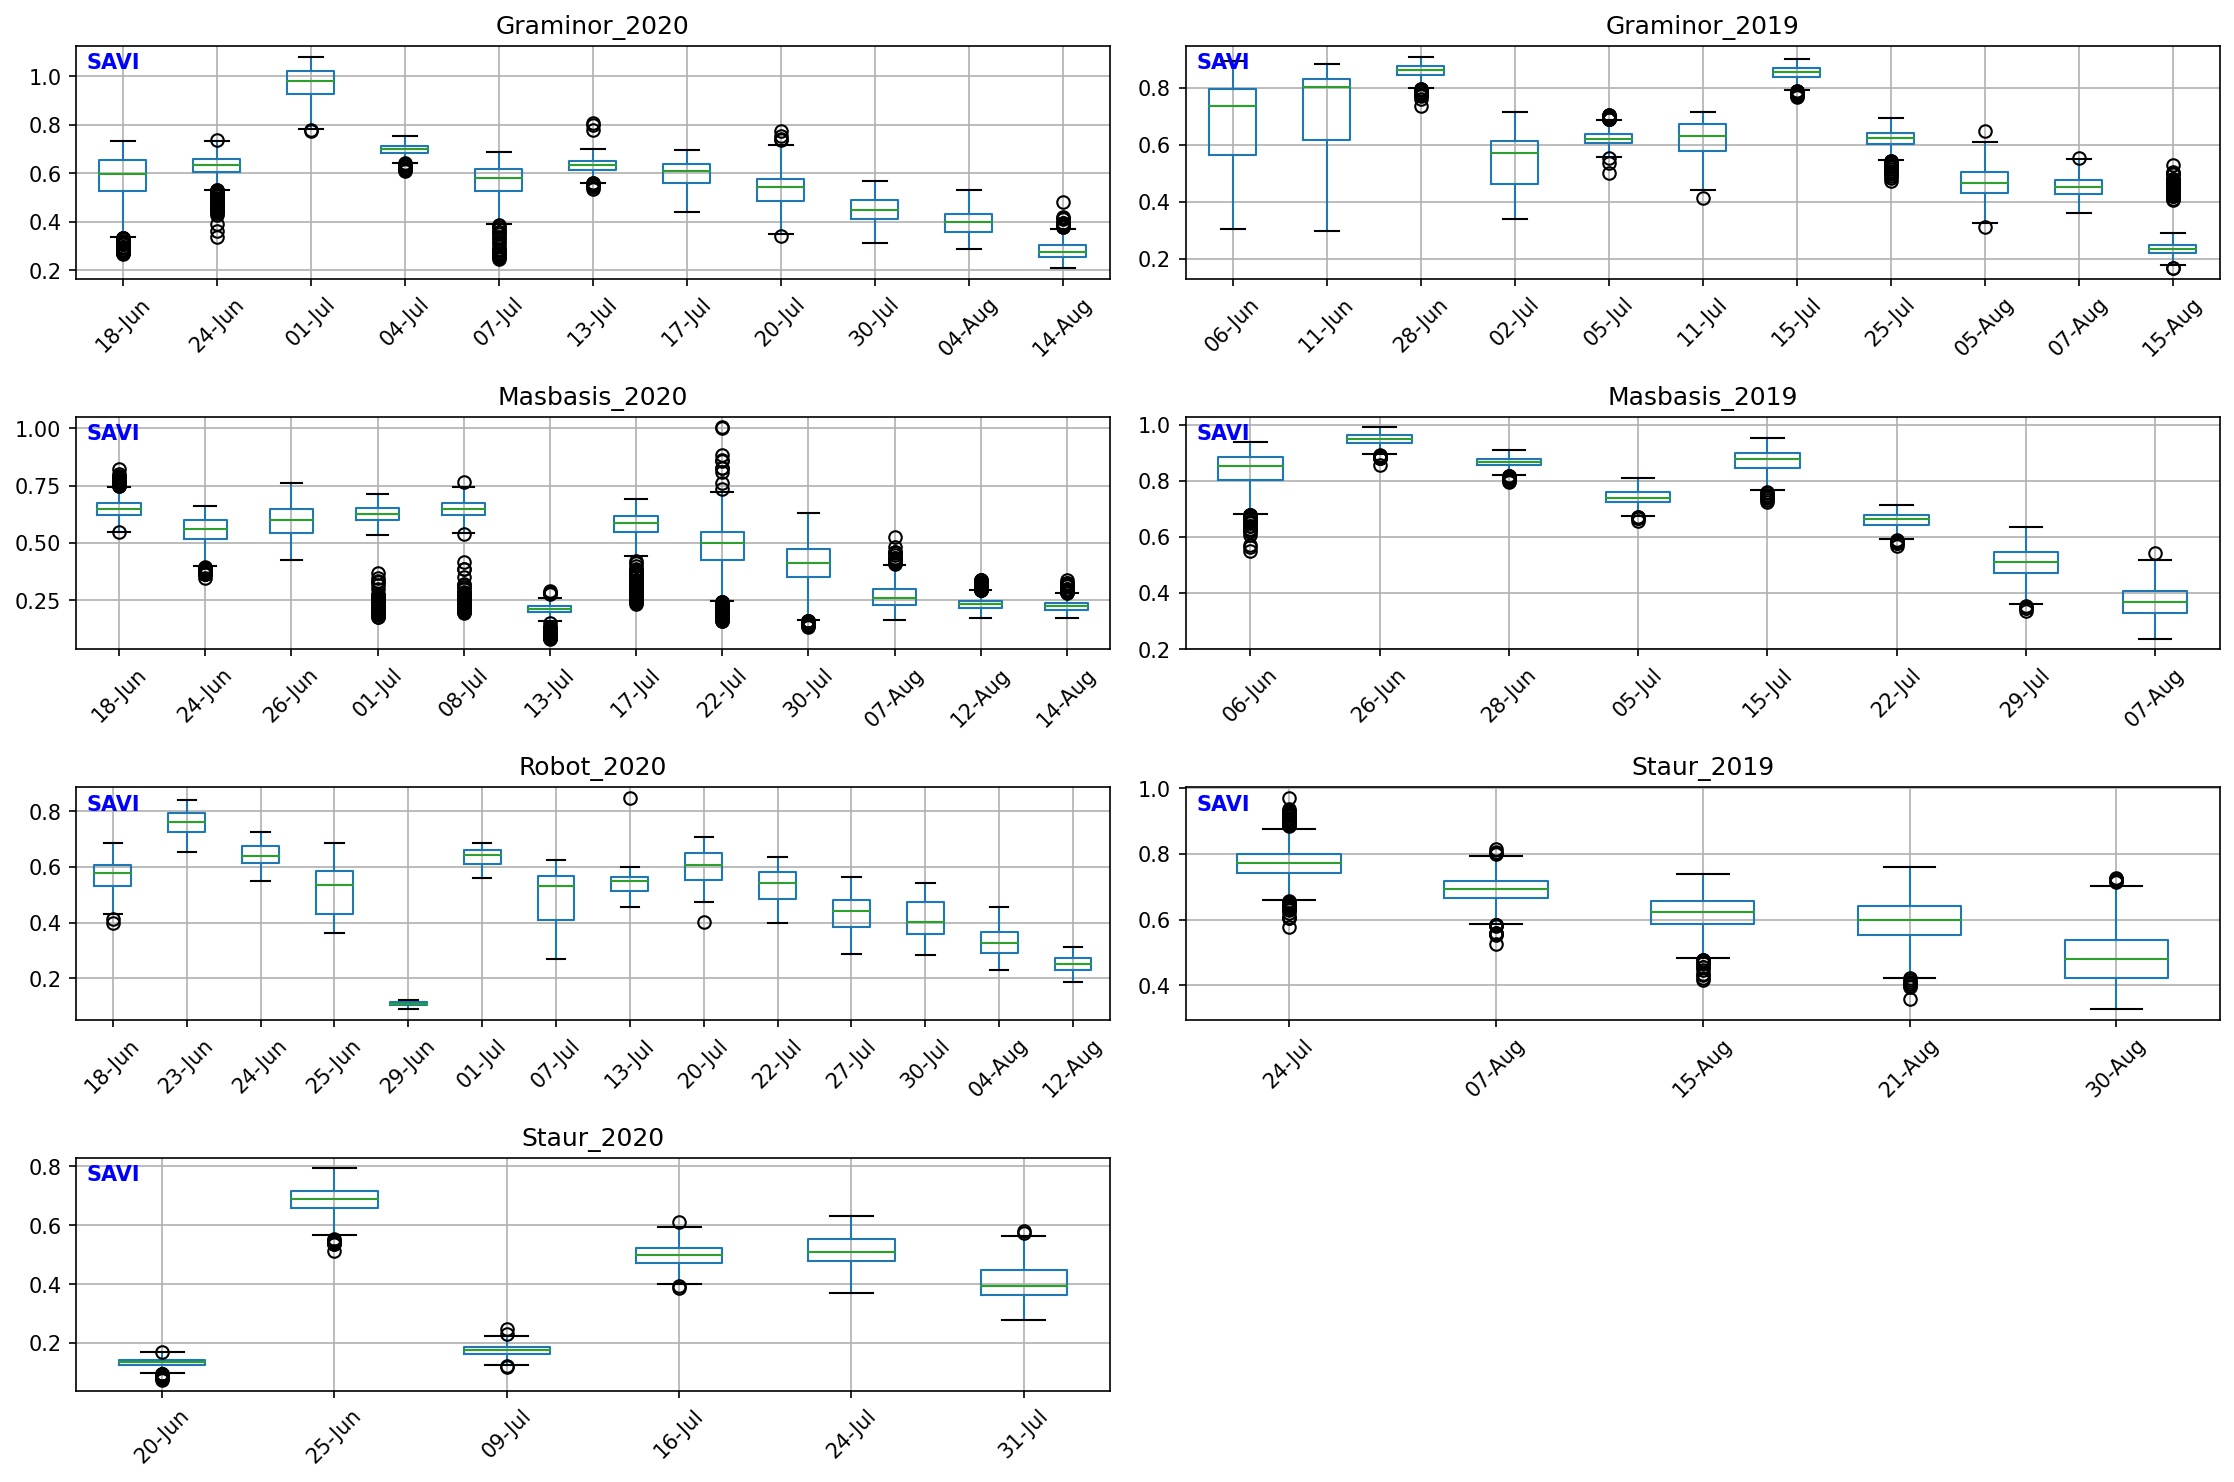 Graminor_2020
SAVI
1.0
0.8
0.6
0.4
0.2
18-Jun 24-Jun 01-Jul 04-Jul 07-Jul 13-Jul 17-Jul 20-Jul 30-Jul 04-Aug 14-Aug
Graminor_2019
SAVI
0.8
0.6
0.4
0.2
06-Jun 11-Jun 28-Jun 02-Jul 05-Jul 11-Jul 15-Jul 25-Jul 05-Aug 07-Aug 15-Aug
Masbasis_2020
SAVI
1.00
0.75
0.50
0.25
18-Jun 24-Jun 26-Jun 01-Jul 08-Jul 13-Jul 17-Jul 22-Jul 30-Jul 07-Aug 12-Aug 14-Aug
Masbasis_2019
SAVI
1.0
0.8
0.6
0.4
0.2
06-Jun 26-Jun 28-Jun 05-Jul 15-Jul 22-Jul 29-Jul 07-Aug
Robot_2020
SAVI
0.8
0.6
0.4
0.2
18-Jun 23-Jun 24-Jun 25-Jun 29-Jun 01-Jul 07-Jul 13-Jul 20-Jul 22-Jul 27-Jul 30-Jul 04-Aug 12-Aug
Staur_2019
SAVI
1.0
0.8
0.6
0.4
24-Jul 07-Aug 15-Aug 21-Aug 30-Aug
Staur_2020
SAVI
0.8
0.6
0.4
0.2
20-Jun 25-Jun 09-Jul 16-Jul 24-Jul 31-Jul